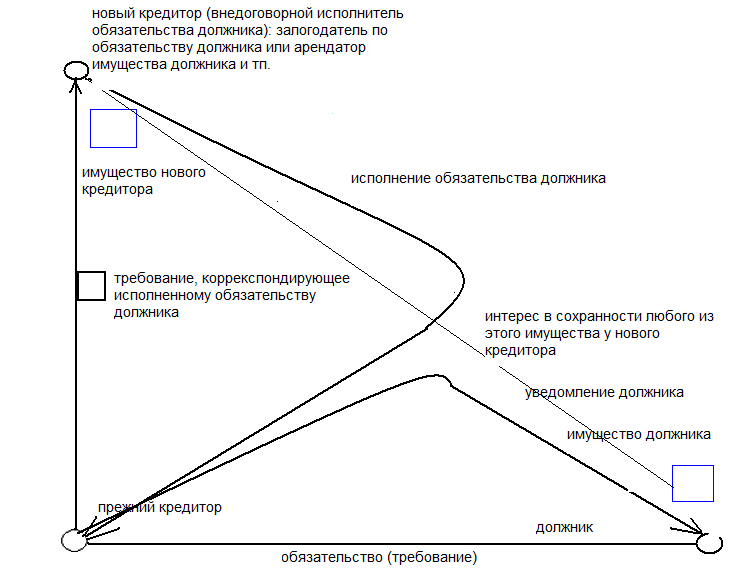 новый кредитор (внедоговорной исполнитель
обязательства должника): залогодатель по
обязательству должника или арендатор
имущества должника и тп.
имущество нового
кредитора
исполнение обязательства должника
требование, корреспондирующее
исполненному обязательству
должника
интерес в сохранности любого из
этого имущества у нового
кредитора
уведомление должника
имущество должника
прежний кредитор
должник
обязательство (требование)